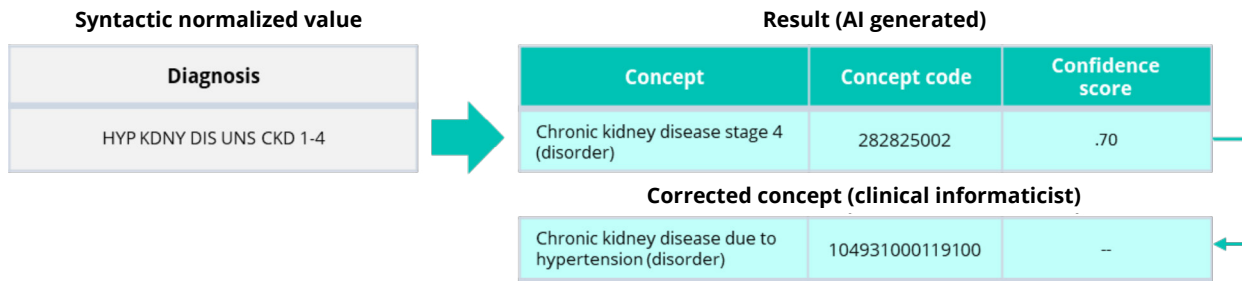 Syntactic normalized value
Result (AI generated)
Diagnosis
HYP KDNY DIS UNS CKD 1-4
Concept
Concept code
Confidence
score
Chronic kidney disease stage 4
(disorder)
282825002
.70
Corrected concept (clinical informaticist)
Chronic kidney disease due to
hypertension (disorder)
104931000119100
--